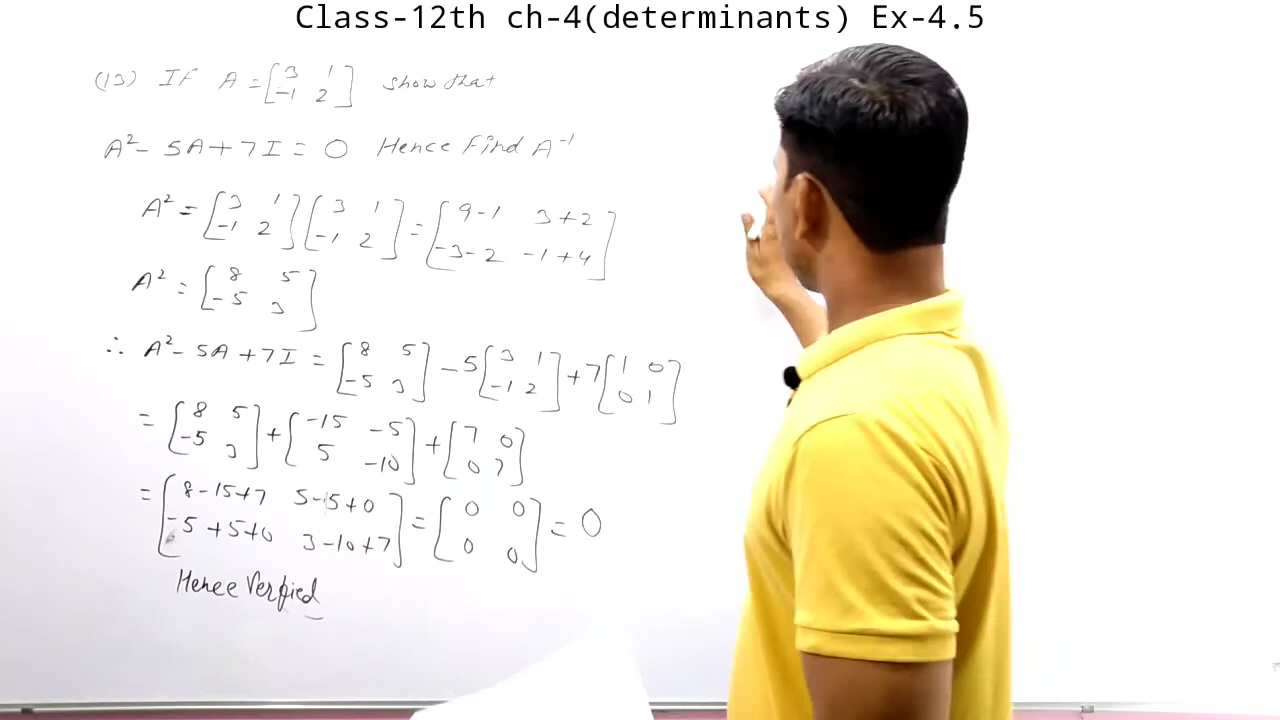 Class-12th ch-4(determinants) Ex-4.5
(13) If A = [3 1 -1 2] show that
A² - 5A + 7I = 0 Hence Find A⁻¹
A² = [3 1 -1 2] [3 1 -1 2] = [9-1 3+2 -3-2 -1+4]
A² = [8 5 -5 3]
∴ A² - 5A + 7I = [8 5 -5 3] - 5[3 1 -1 2] + 7[1 0 0 1]
= [8 5 -5 3] + [-15 -5 5 -10] + [7 0 0 7]
= [8-15+7 5-5+0 -5+5+0 3-10+7] = [0 0 0 0] = 0
Hence Verfied